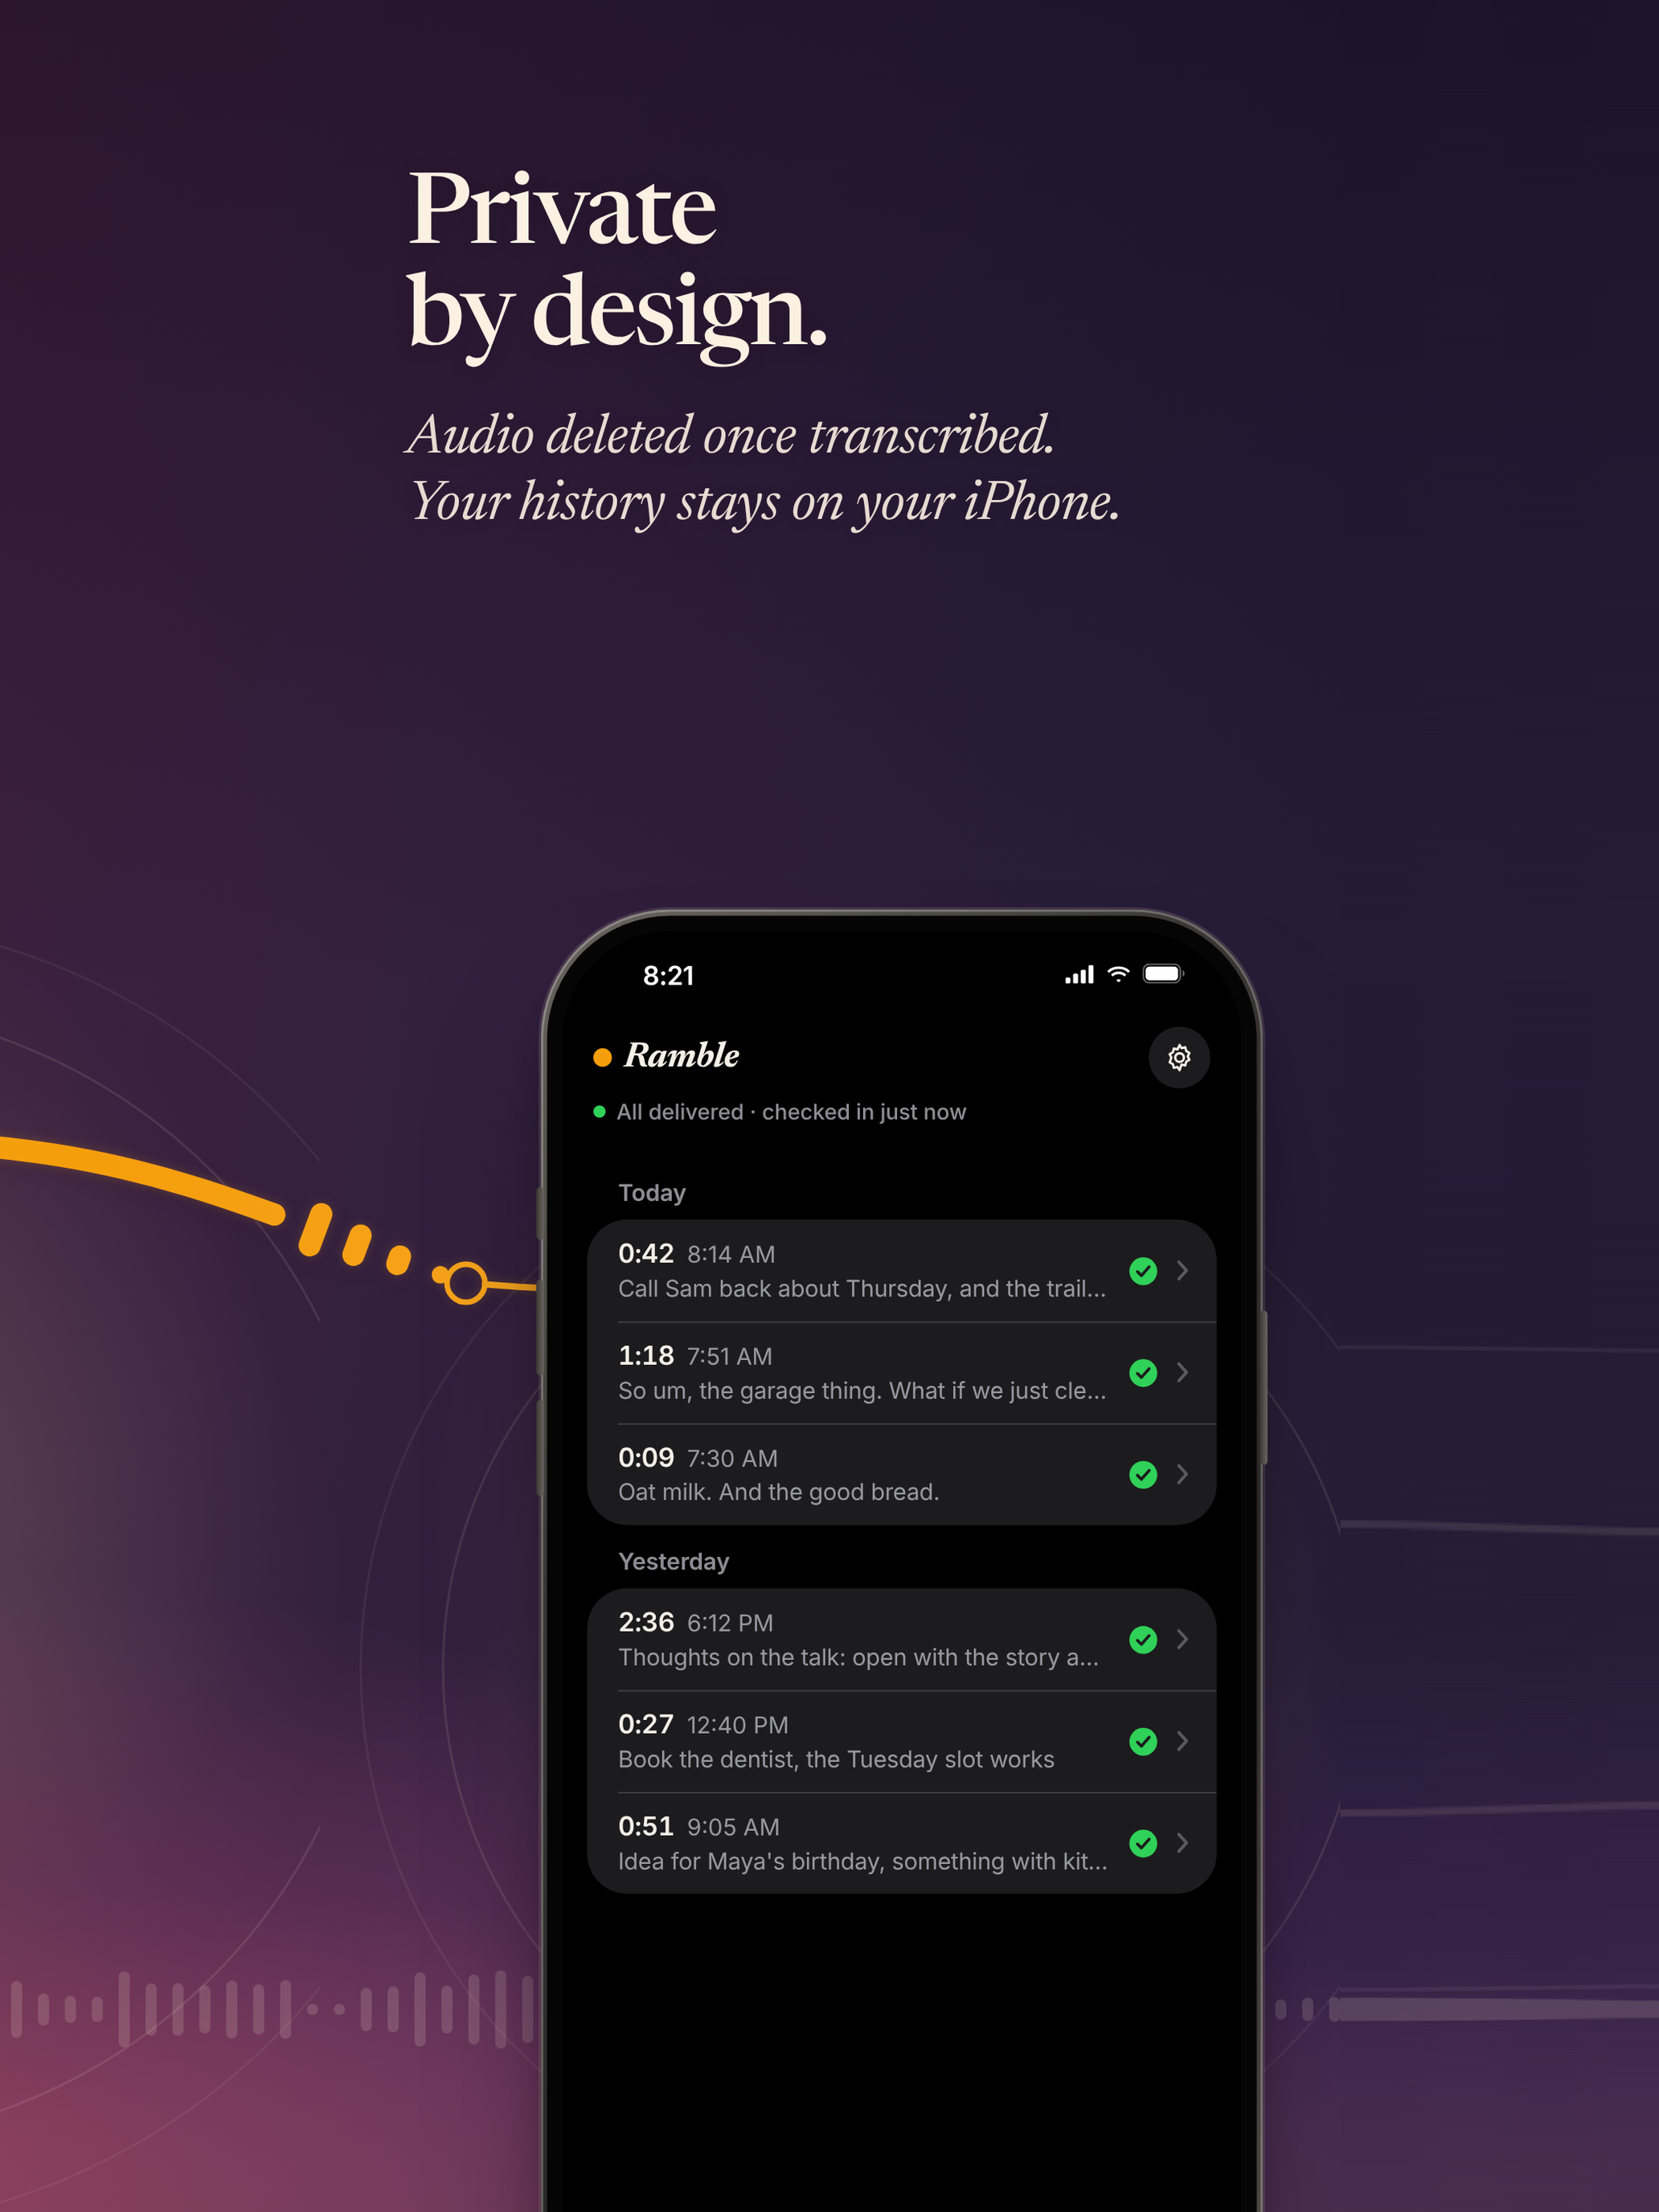 Private
by design.
Audio deleted once transcribed.
Your history stays on your iPhone.
8:21
Ramble
All delivered · checked in just now
Today
0:42 8:14 AM
Call Sam back about Thursday, and the trail...
1:18 7:51 AM
So um, the garage thing. What if we just cle...
0:09 7:30 AM
Oat milk. And the good bread.
Yesterday
2:36 6:12 PM
Thoughts on the talk: open with the story a...
0:27 12:40 PM
Book the dentist, the Tuesday slot works
0:51 9:05 AM
Idea for Maya's birthday, something with kit...